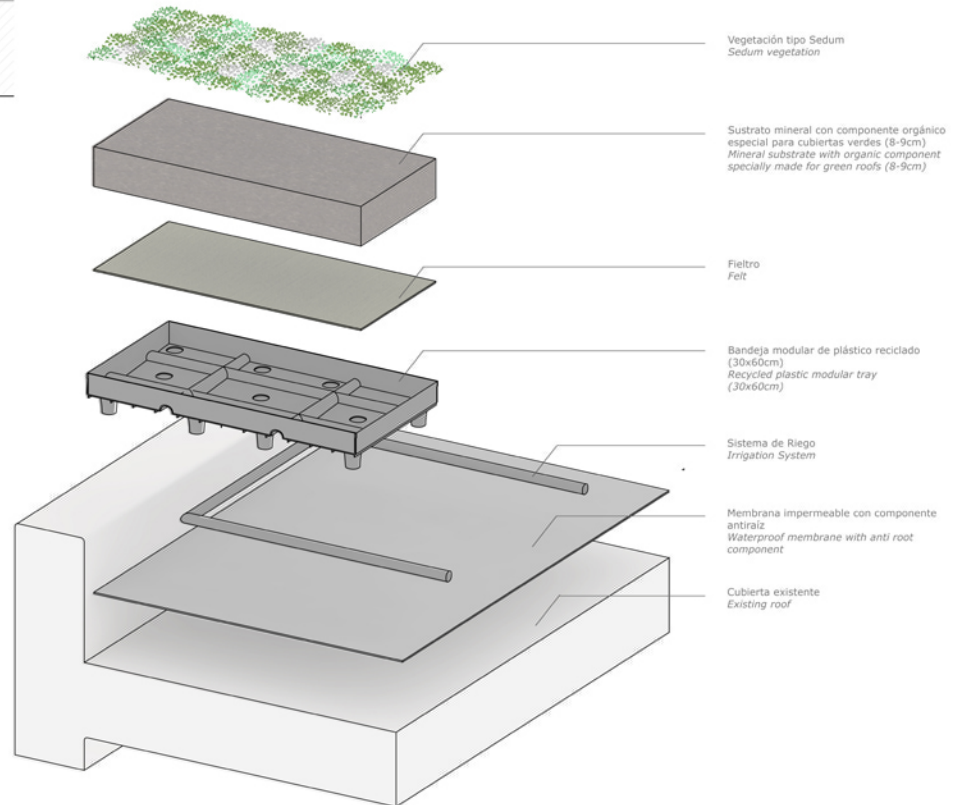 Vegetación tipo Sedum
Sedum vegetation
Sustrato mineral con componente orgánico
especial para cubiertas verdes (8-9cm)
Mineral substrate with organic component
specially made for green roofs (8-9cm)
Fieltro
Felt
Bandeja modular de plástico reciclado
(30x60cm)
Recycled plastic modular tray
(30x60cm)
Sistema de Riego
Irrigation System
Membrana impermeable con componente
antiraíz
Waterproof membrane with anti root
component
Cubierta existente
Existing roof